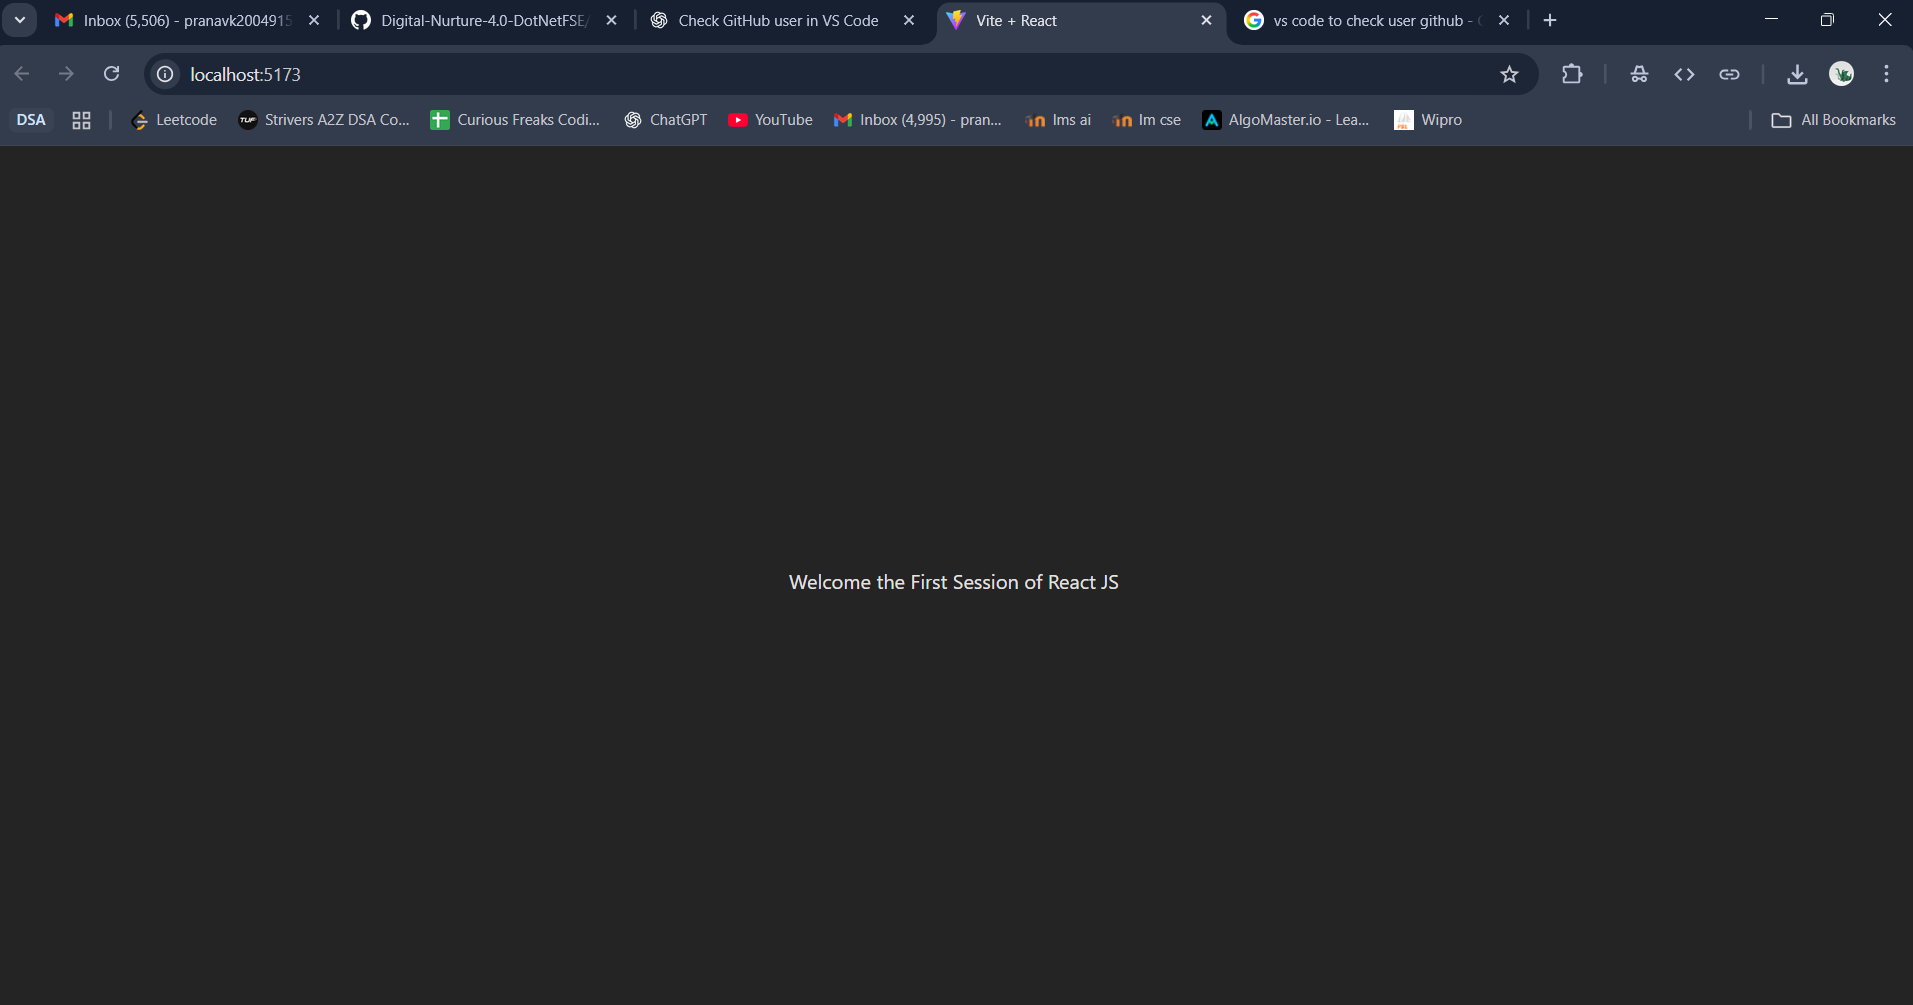 Inbox (5,506) - pranavk2004915
Digital-Nurture-4.0-DotNetFSE/
Check GitHub user in VS Code
Vite + React
vs code to check user github -
localhost:5173
DSA
Leetcode
TUF
Strivers A2Z DSA Co...
Curious Freaks Codi...
ChatGPT
YouTube
Inbox (4,995) - pran...
lms ai
lm cse
AlgoMaster.io - Lea...
Wipro
All Bookmarks
Welcome the First Session of React JS